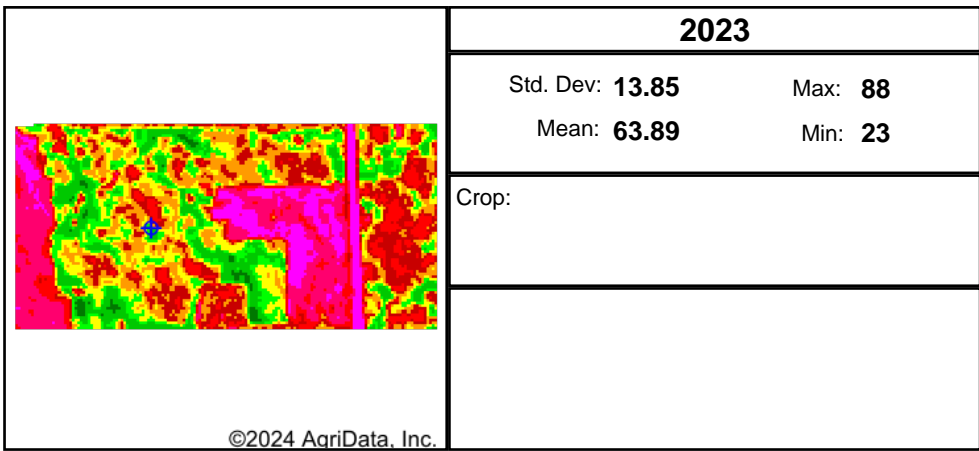 2023
Std. Dev: 13.85 Max: 88
Mean: 63.89 Min: 23
Crop:
©2024 AgriData, Inc.